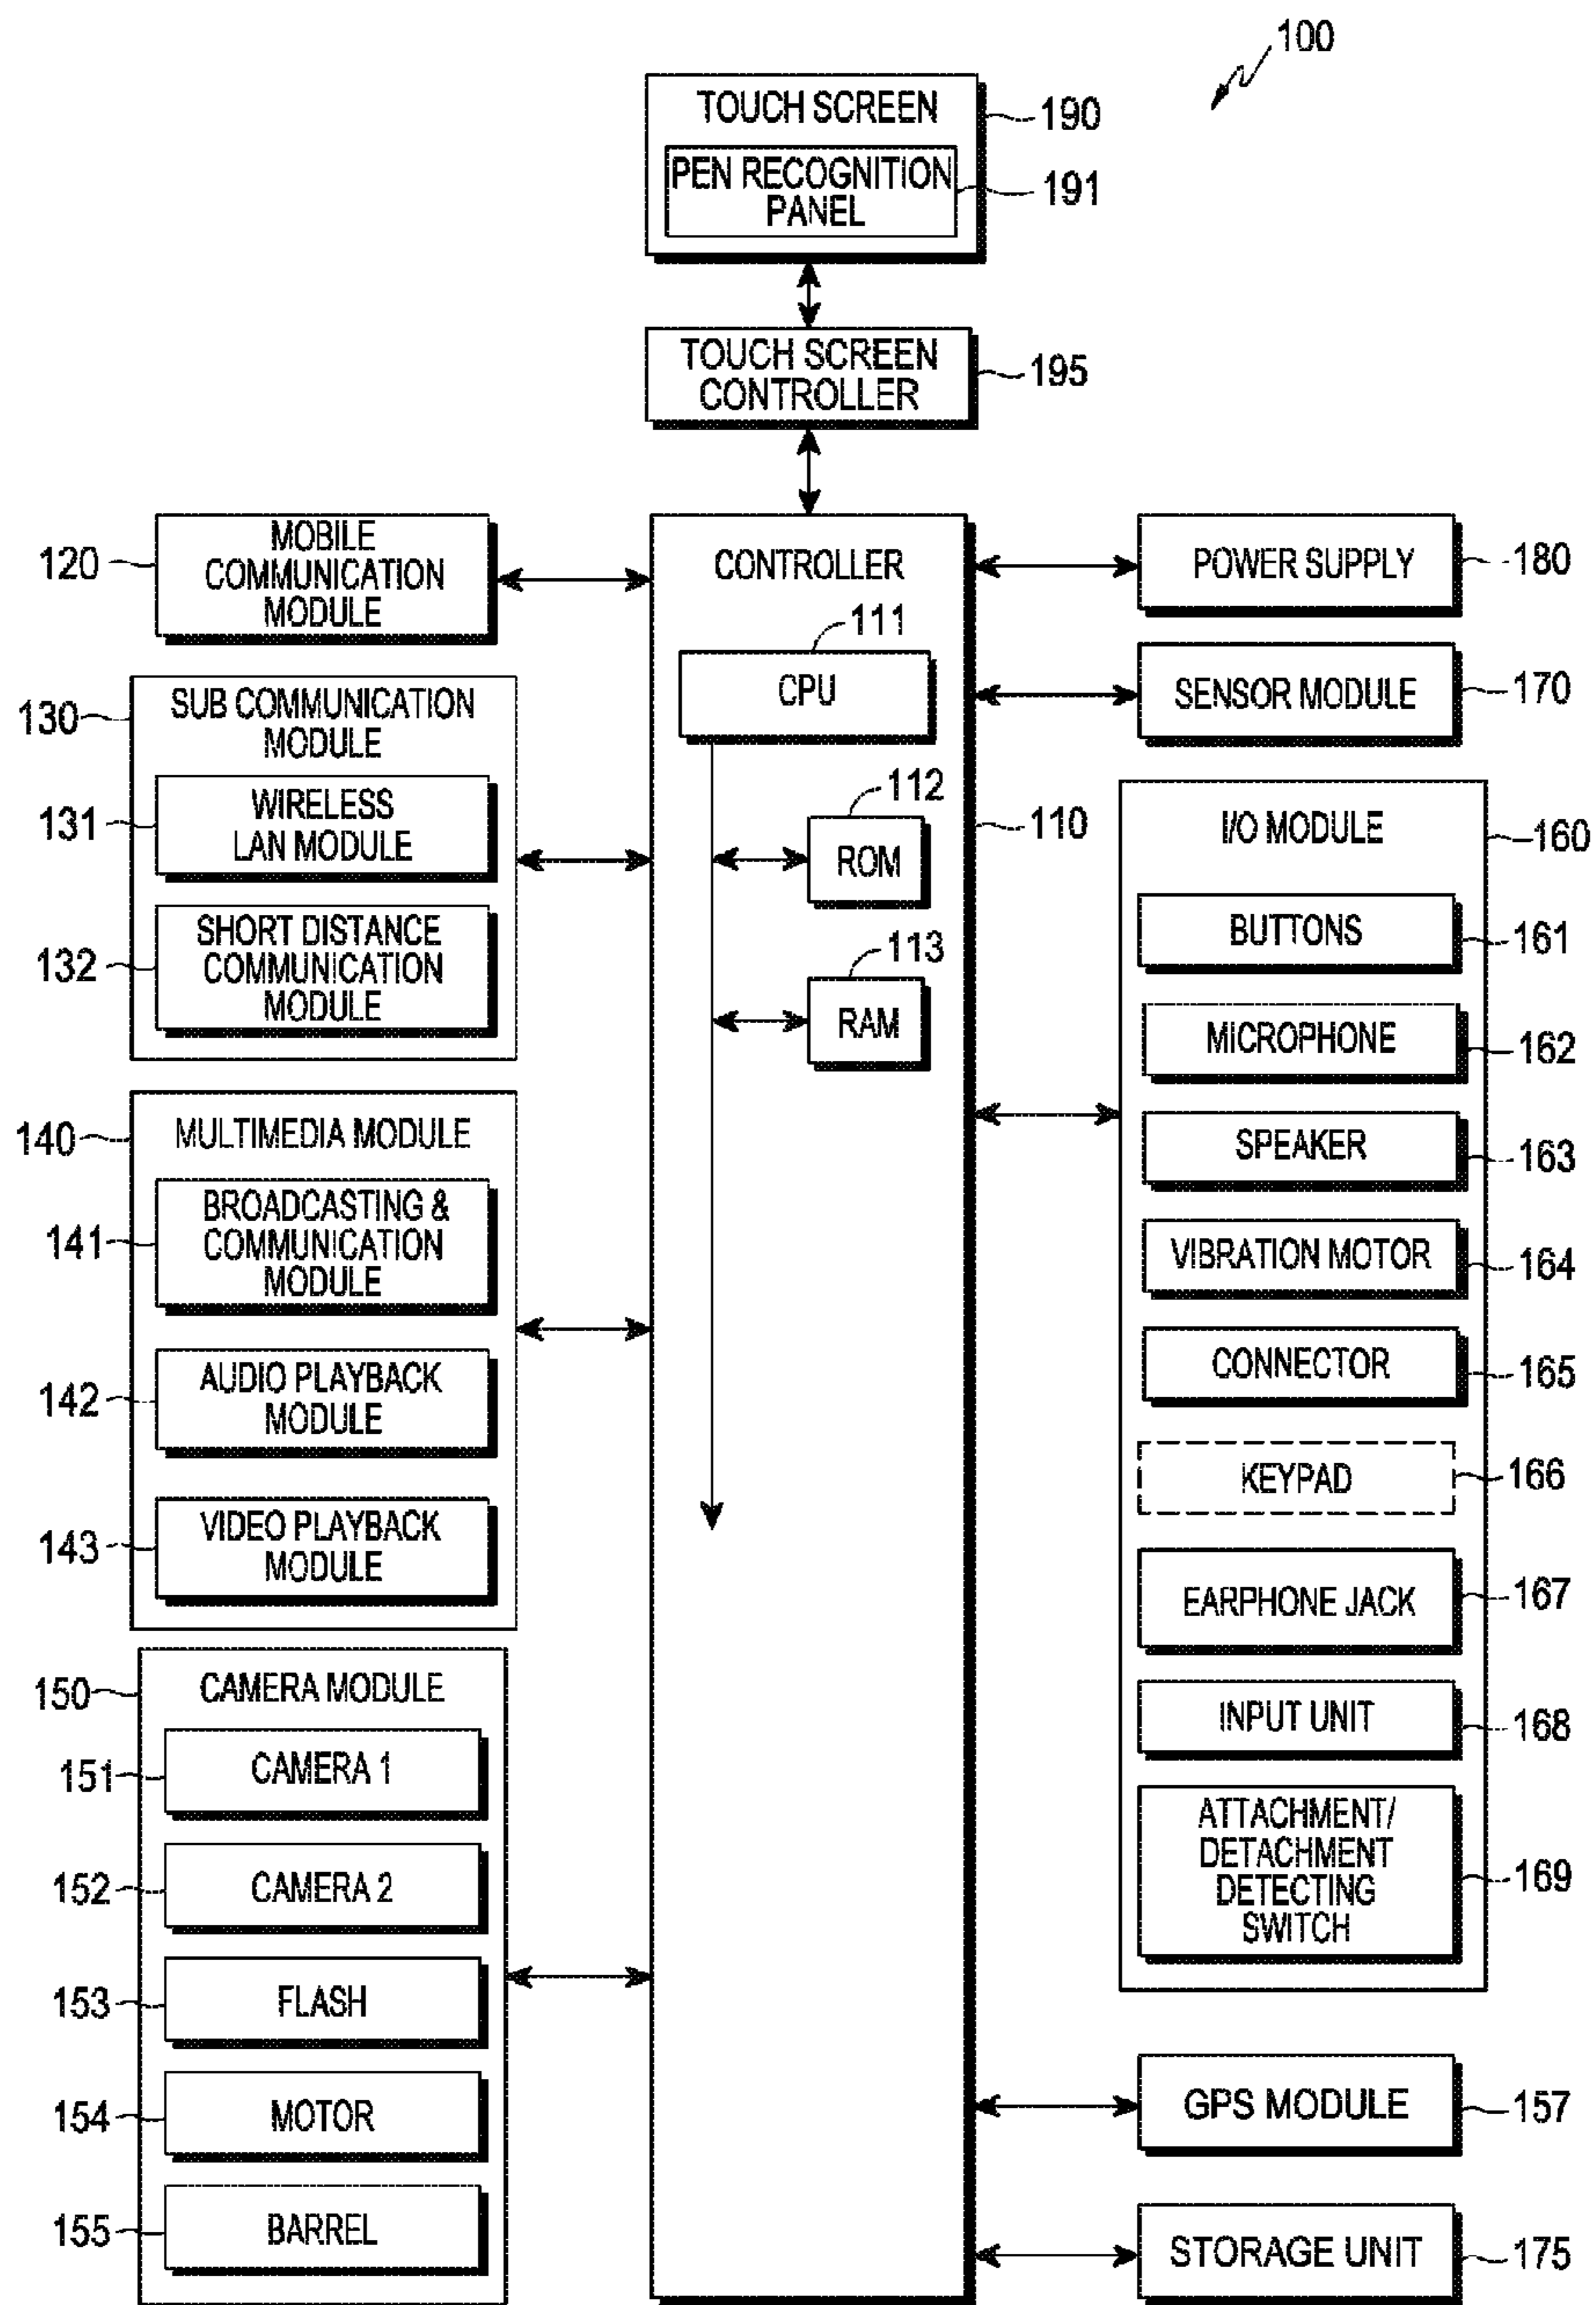 100
TOUCH SCREEN
190
PEN RECOGNITION
PANEL
191
TOUCH SCREEN
CONTROLLER
195
120
MOBILE
COMMUNICATION
MODULE
130
SUB COMMUNICATION
MODULE
131
WIRELESS
LAN MODULE
132
SHORT DISTANCE
COMMUNICATION
MODULE
140
MULTIMEDIA MODULE
141
BROADCASTING &
COMMUNICATION
MODULE
142
AUDIO PLAYBACK
MODULE
143
VIDEO PLAYBACK
MODULE
150
CAMERA MODULE
151
CAMERA 1
152
CAMERA 2
153
FLASH
154
MOTOR
155
BARREL
CONTROLLER
111
CPU
112
ROM
113
RAM
110
POWER SUPPLY
180
SENSOR MODULE
170
I/O MODULE
160
BUTTONS
161
MICROPHONE
162
SPEAKER
163
VIBRATION MOTOR
164
CONNECTOR
165
KEYPAD
166
EARPHONE JACK
167
INPUT UNIT
168
ATTACHMENT/
DETACHMENT
DETECTING
SWITCH
169
GPS MODULE
157
STORAGE UNIT
175